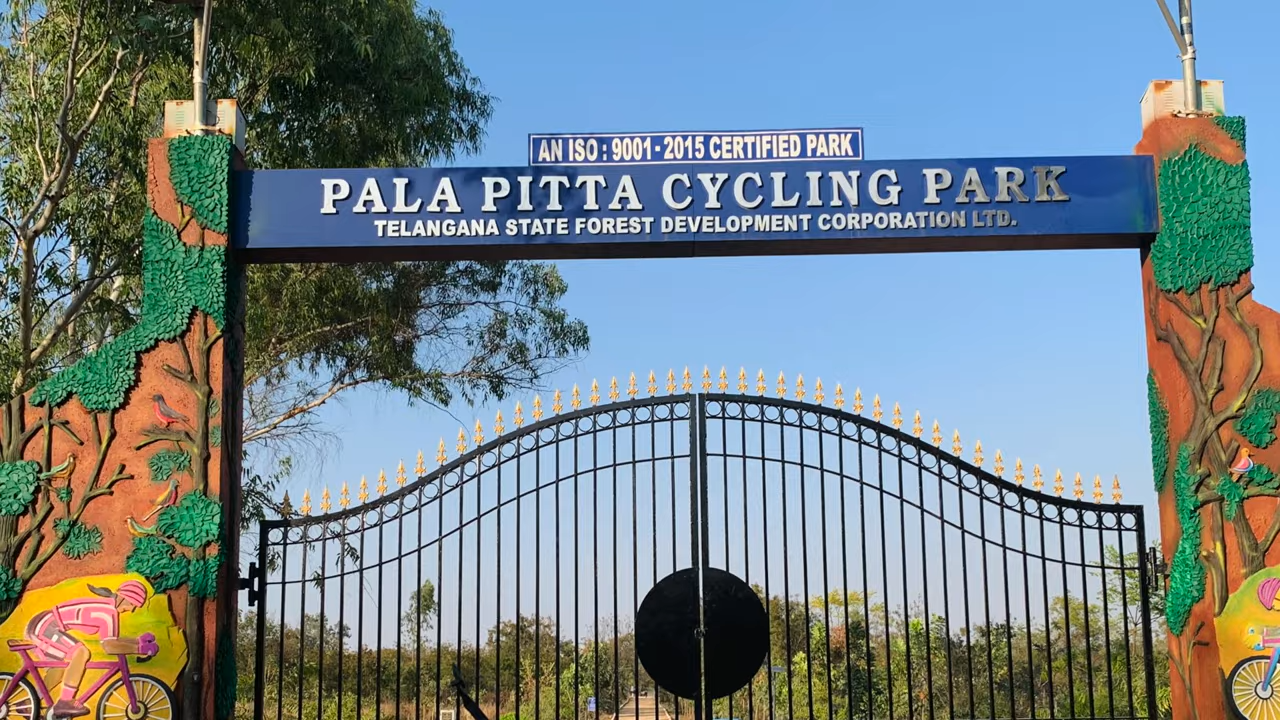 AN ISO : 9001 - 2015 CERTIFIED PARK
PALA PITTA CYCLING PARK
TELANGANA STATE FOREST DEVELOPMENT CORPORATION LTD.